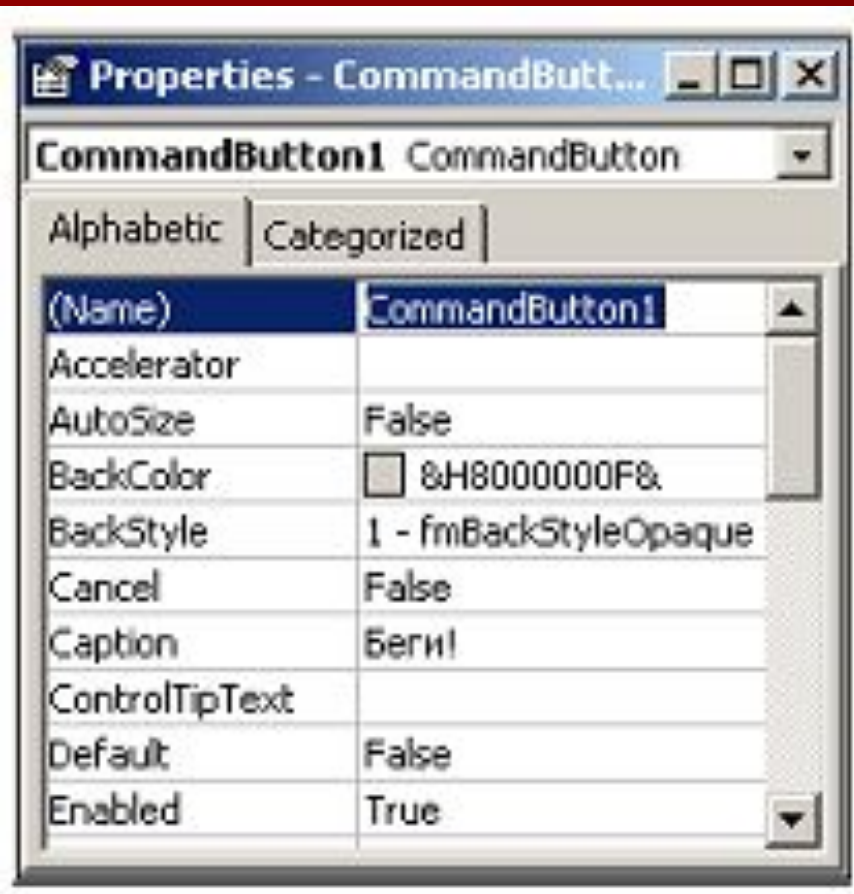 Properties - CommandButt...
CommandButton1 CommandButton
Alphabetic Categorized
(Name) CommandButton1
Accelerator
AutoSize False
BackColor &H8000000F&
BackStyle 1 - fmBackStyleOpaque
Cancel False
Caption Беги!
ControlTipText
Default False
Enabled True